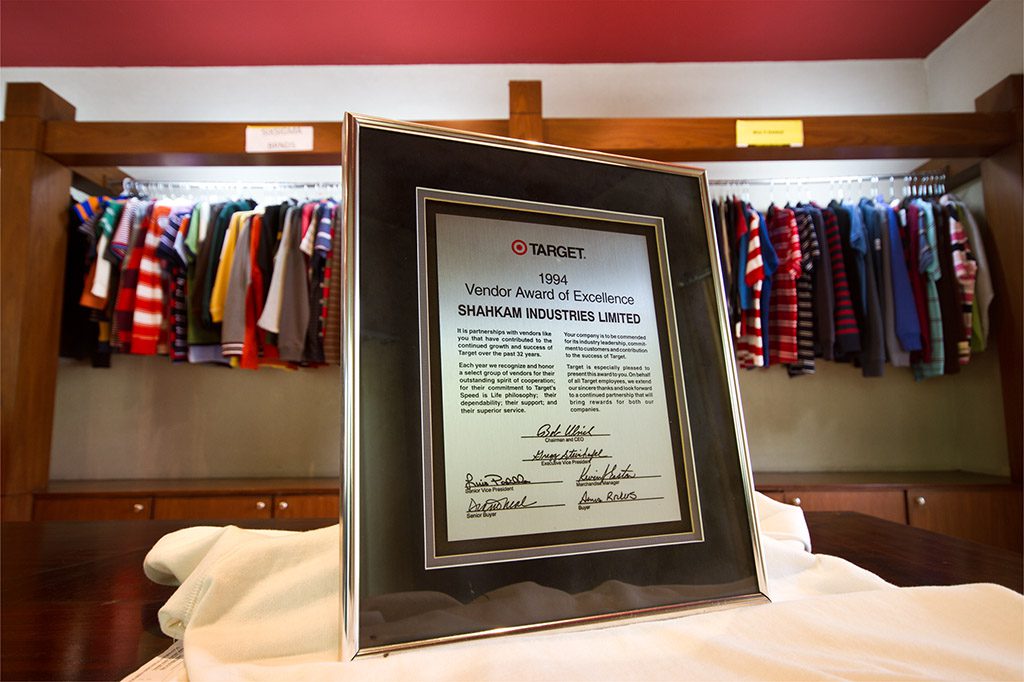 TARGET.
1994
Vendor Award of Excellence
SHAHKAM INDUSTRIES LIMITED
It is partnerships with vendors like
you that have contributed to the
continued growth and success of
Target over the past 32 years.
Each year we recognize and honor
a select group of vendors for their
outstanding spirit of cooperation;
for their commitment to Target's
Speed is Life philosophy; their
dependability; their support; and
their superior service.
Your company is to be commended
for its industry leadership, commit-
ment to customers and contribution
to the success of Target.
Target is especially pleased to
present this award to you. On behalf
of all Target employees, we extend
our sincere thanks and look forward
to a continued partnership that will
bring rewards for both our
companies.
Bob Ulrich
Chairman and CEO
Gregg Steinhafel
Executive Vice President
Luis Padilla
Senior Vice President
Kevin
Merchandise Manager
Senior Buyer
Buyer